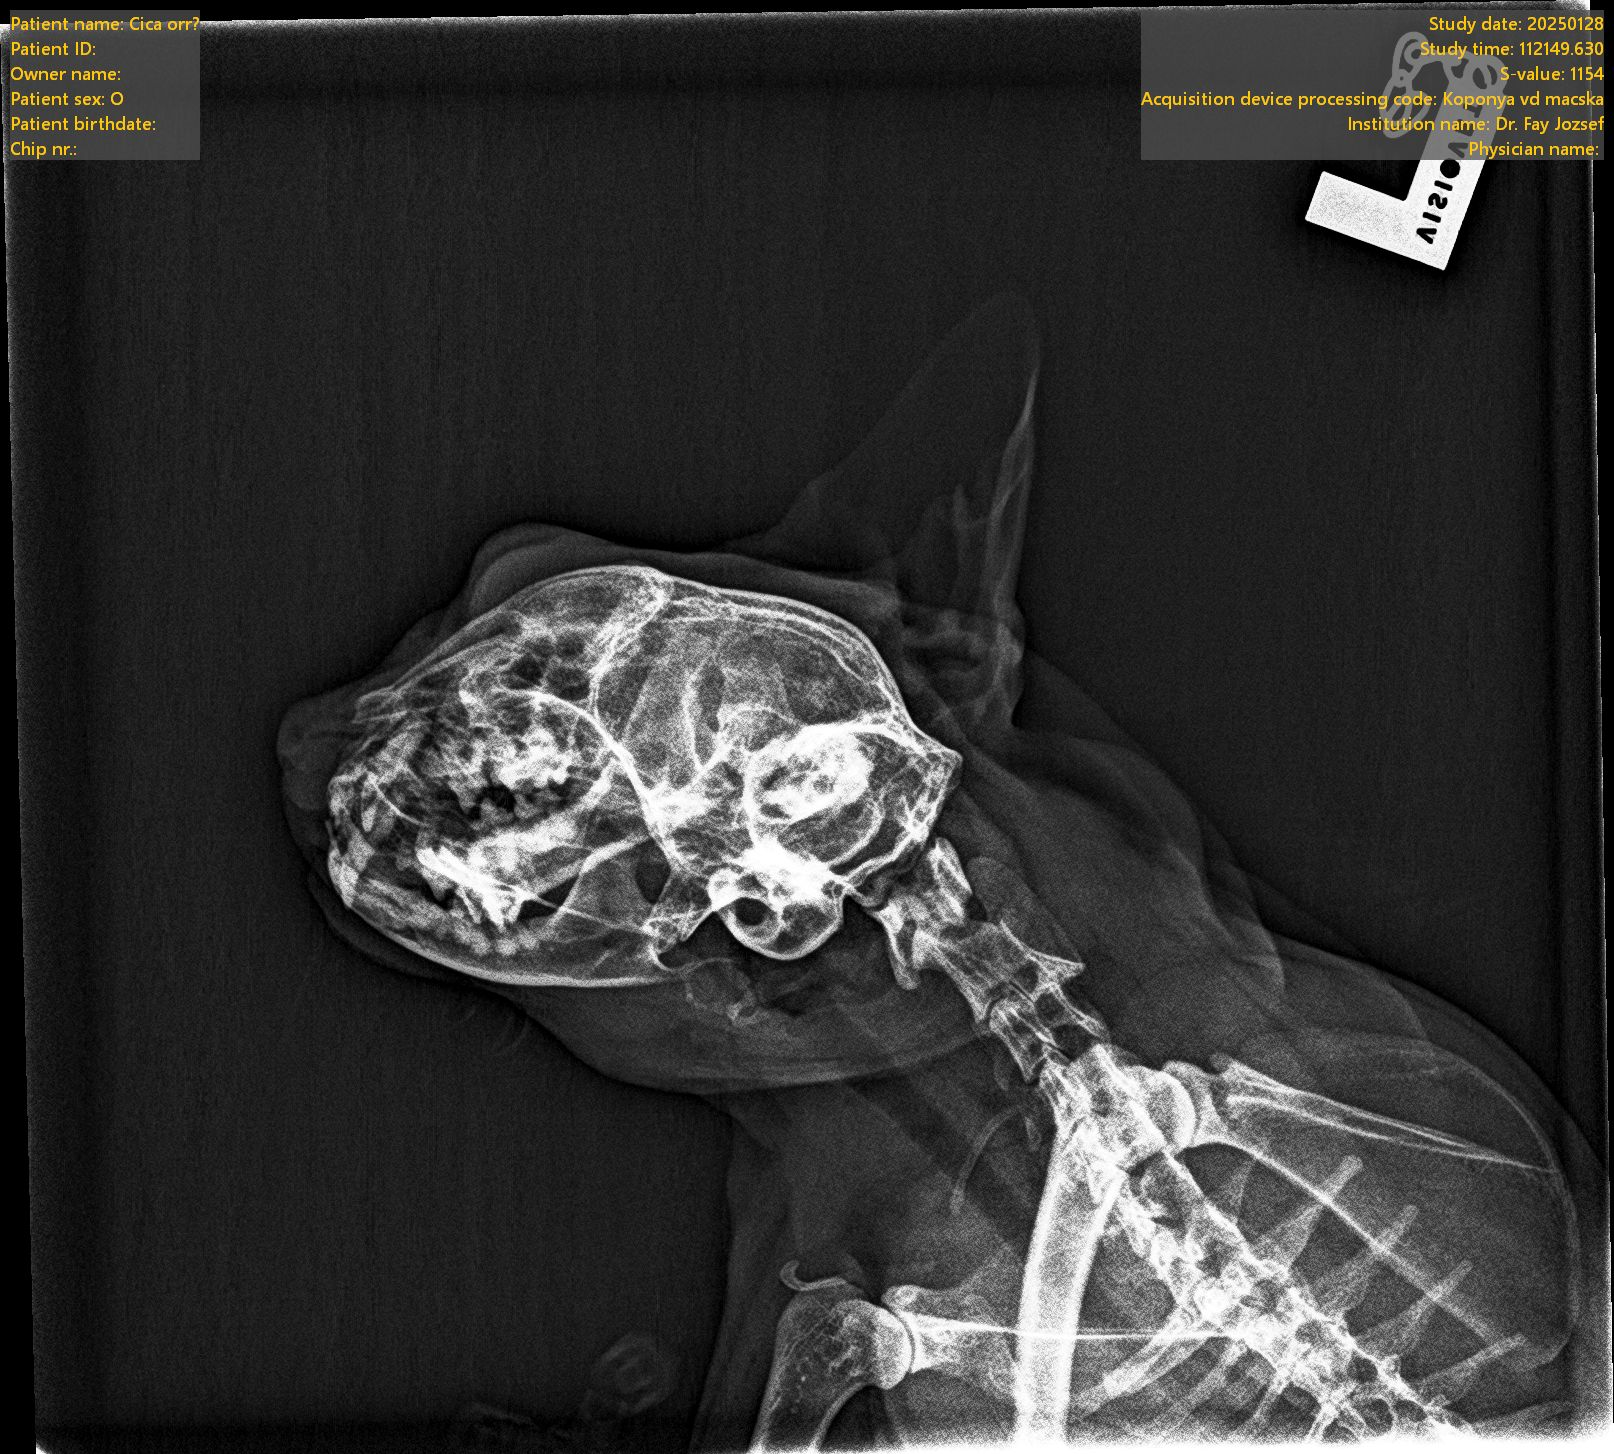 Patient name: Cica orr?
Patient ID:
Owner name:
Patient sex: O
Patient birthdate:
Chip nr.:
Study date: 20250128
Study time: 112149.630
S-value: 1154
Acquisition device processing code: Koponya vd macska
Institution name: Dr. Fay Jozsef
Physician name:
L